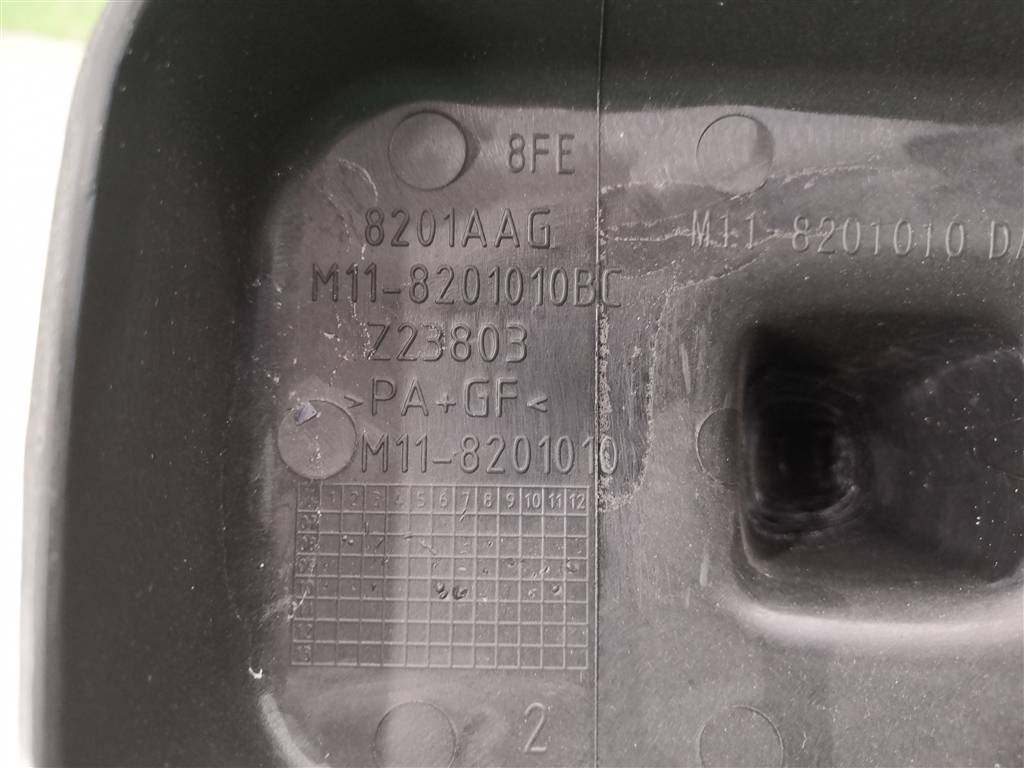 8FE
8201AAG
M11-8201010BC
Z23803
>PA+GF<
M11-8201010
1 2 3 4 5 6 7 8 9 10 11 12
2
M11-8201010 DA